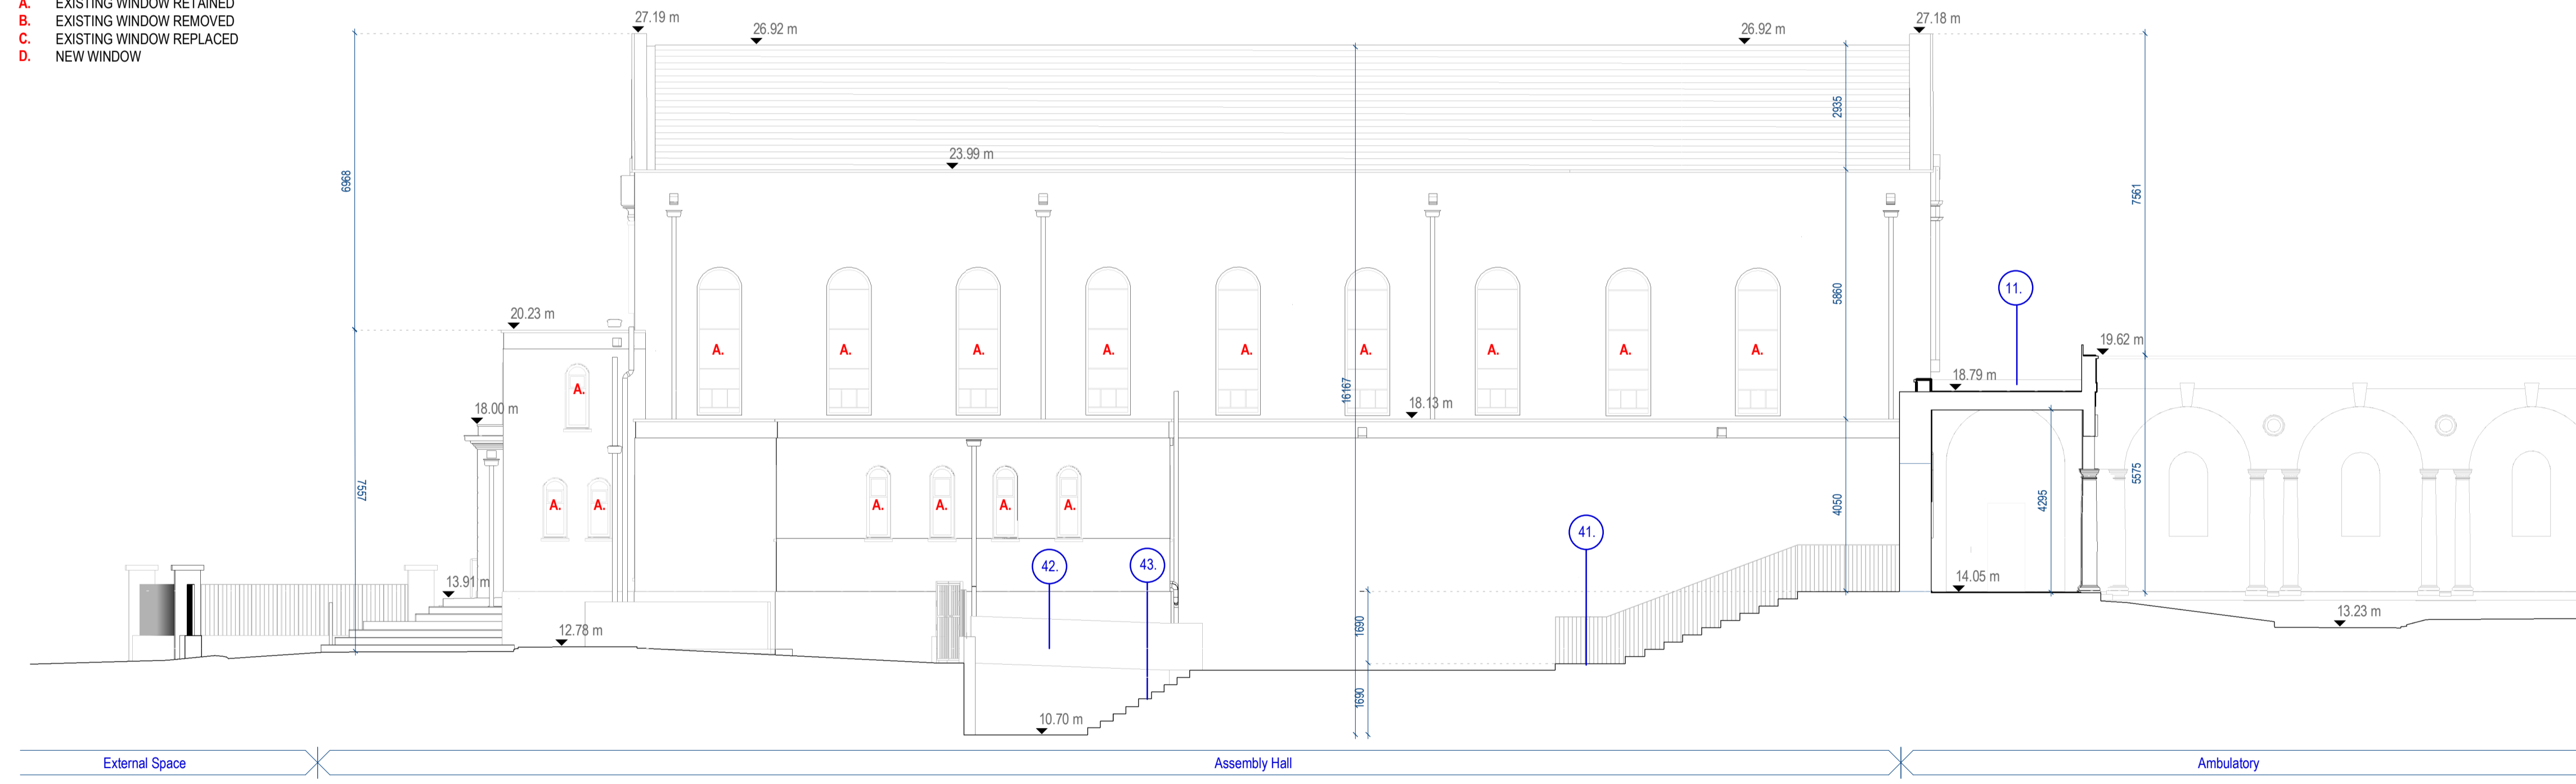 A. EXISTING WINDOW RETAINED
B. EXISTING WINDOW REMOVED
C. EXISTING WINDOW REPLACED
D. NEW WINDOW
27.19 m
26.92 m
26.92 m
27.18 m
2935
23.99 m
6968
7561
11.
5860
20.23 m
19.62 m
A. A. A. A. A. A. A. A. A.
18.79 m
A.
16167
18.00 m
18.13 m
5575
7557
4295
4050
A. A. A. A. A. A.
41.
42. 43.
13.91 m
14.05 m
13.23 m
12.78 m
1690
1690
10.70 m
External Space Assembly Hall Ambulatory